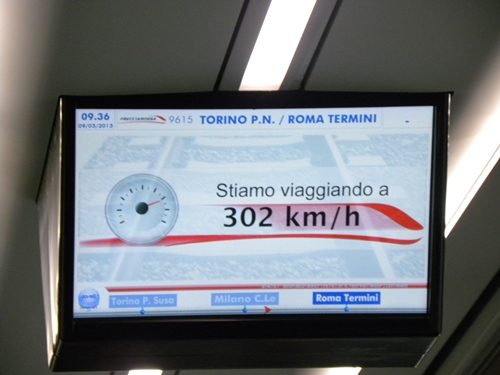 09.36 FRECCIAROSSA 9615 TORINO P.N. / ROMA TERMINI
09/03/2013
Stiamo viaggiando a
302 km/h
Torino P. Susa Milano C.Le Roma Termini